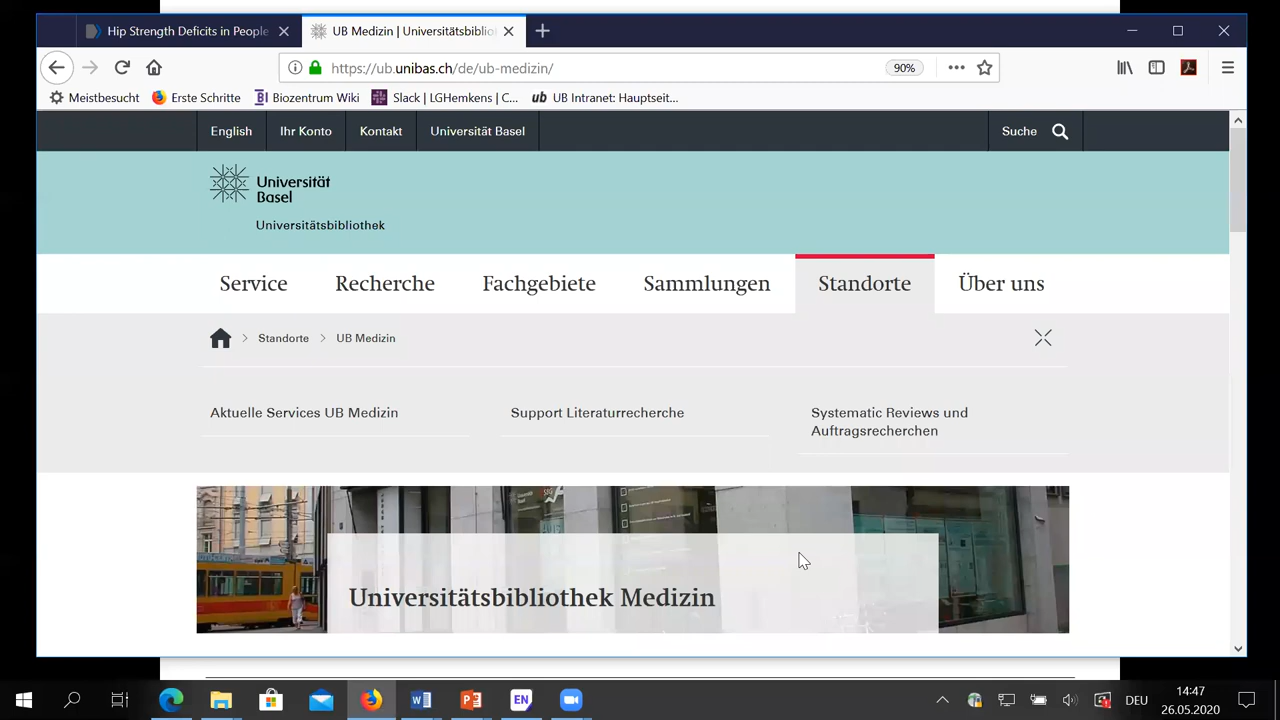 Hip Strength Deficits in People
UB Medizin | Universitätsbiblio
https://ub.unibas.ch/de/ub-medizin/
90%
Meistbesucht
Erste Schritte
Biozentrum Wiki
Slack | LGHemkens | C...
ub UB Intranet: Hauptseit...
English
Ihr Konto
Kontakt
Universität Basel
Suche
Universität
Basel
Universitätsbibliothek
Service
Recherche
Fachgebiete
Sammlungen
Standorte
Über uns
Standorte
UB Medizin
Aktuelle Services UB Medizin
Support Literaturrecherche
Systematic Reviews und
Auftragsrecherchen
Universitätsbibliothek Medizin
EN
DEU
14:47
26.05.2020